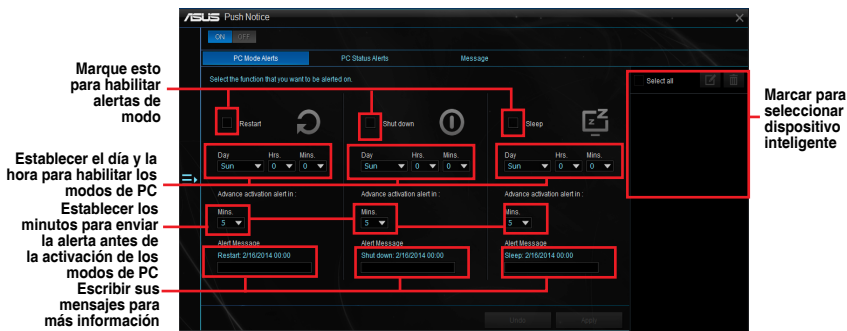 ASUS Push Notice
ON OFF
PC Mode Alerts PC Status Alerts Message
Select the function that you want to be alerted on.
Select all
Restart Shut down Sleep
Day Hrs. Mins. Day Hrs. Mins. Day Hrs. Mins.
Sun 0 0 Sun 0 0 Sun 0 0
Advance activation alert in : Advance activation alert in : Advance activation alert in :
Mins. Mins. Mins.
5 5 5
Alert Message Alert Message Alert Message
Restart: 2/16/2014 00:00 Shut down: 2/16/2014 00:00 Sleep: 2/16/2014 00:00
Undo Apply
Marque esto
para habilitar
alertas de
modo
Establecer el día y la
hora para habilitar los
modos de PC
Establecer los
minutos para enviar
la alerta antes de
la activación de los
modos de PC
Escribir sus
mensajes para
más información
Marcar para
seleccionar
dispositivo
inteligente